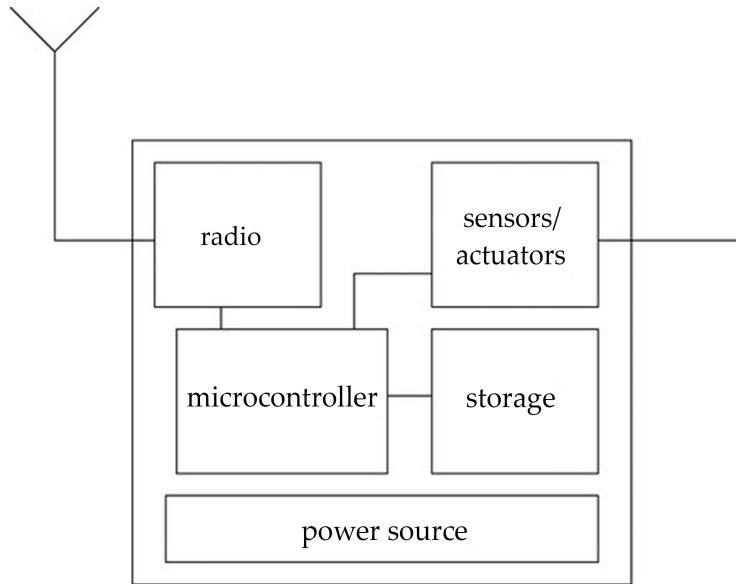 radio
sensors/
actuators
microcontroller
storage
power source